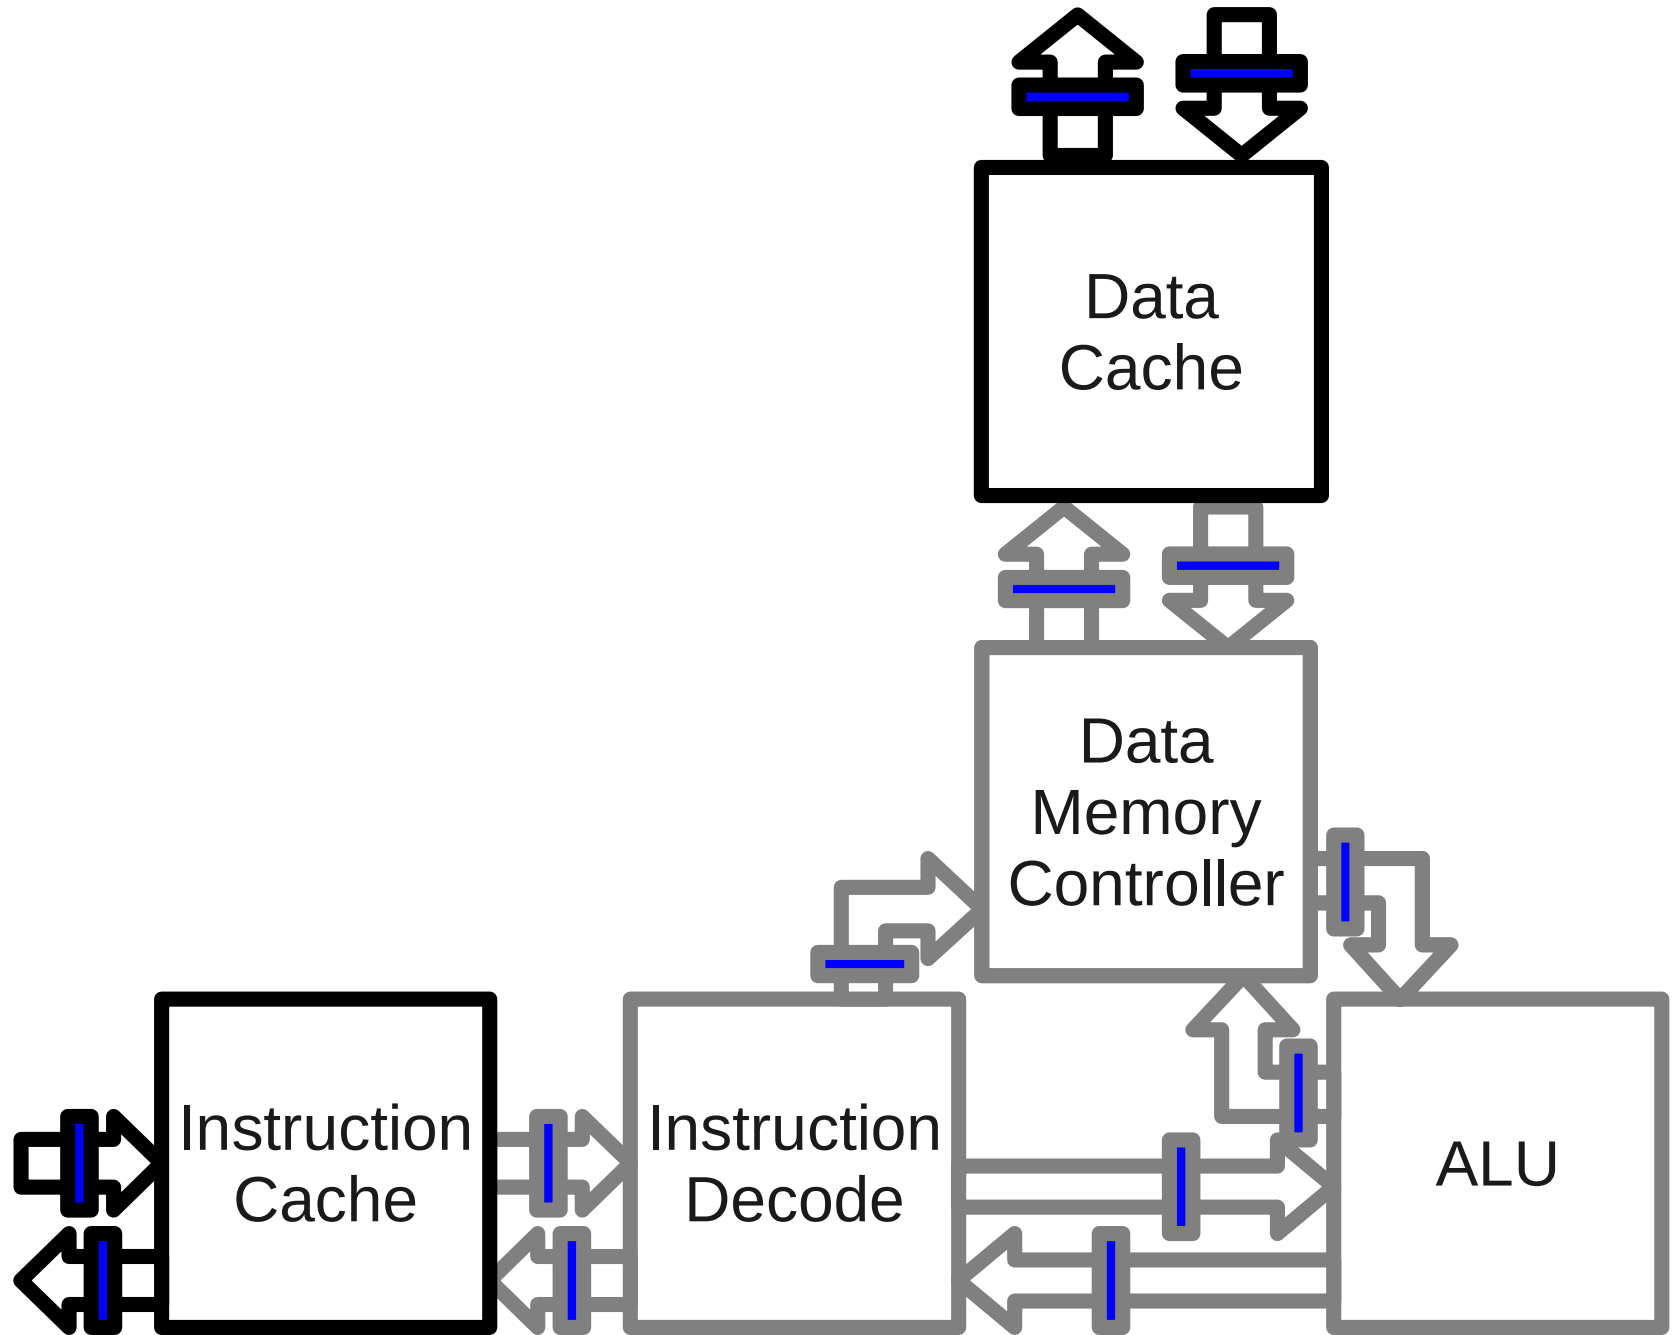 Data
Cache
Data
Memory
Controller
Instruction
Cache
Instruction
Decode
ALU